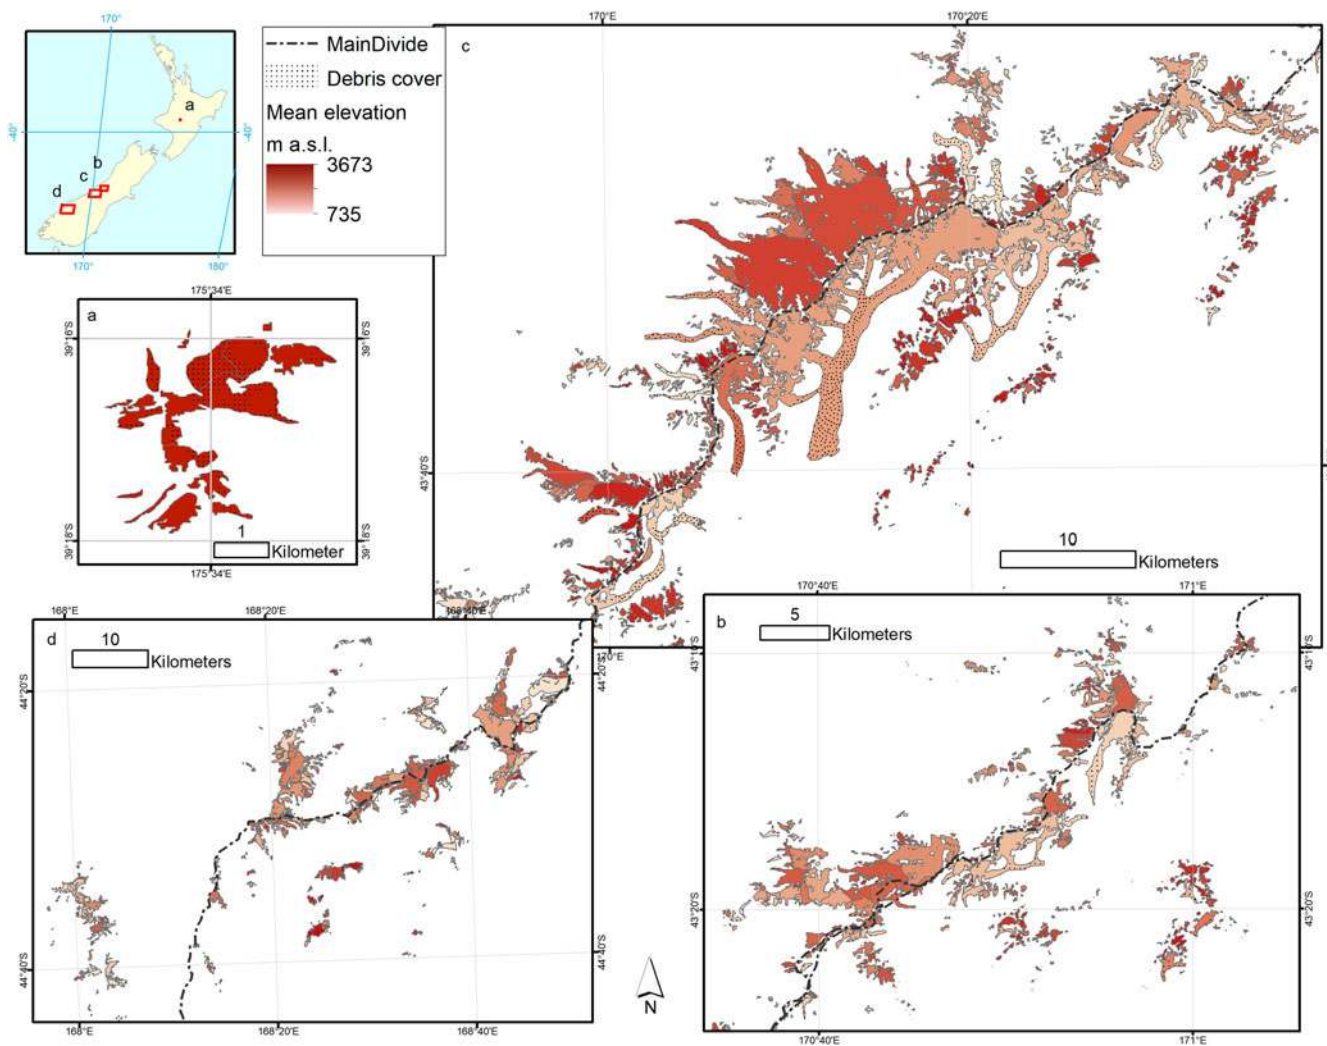 170°
-40°
-40°
a
b
c
d
170°
180°
MainDivide
Debris cover
Mean elevation
m a.s.l.
3673
735
170°E
170°20'E
c
43°40'S
10
Kilometers
170°E
175°34'E
a
39°16'S
39°16'S
39°18'S
39°18'S
1
Kilometer
175°34'E
168°E
168°20'E
168°40'E
d
10
Kilometers
44°20'S
44°20'S
44°40'S
44°40'S
168°E
168°20'E
168°40'E
N
170°40'E
171°E
b
5
Kilometers
43°10'S
43°10'S
43°20'S
43°20'S
170°40'E
171°E